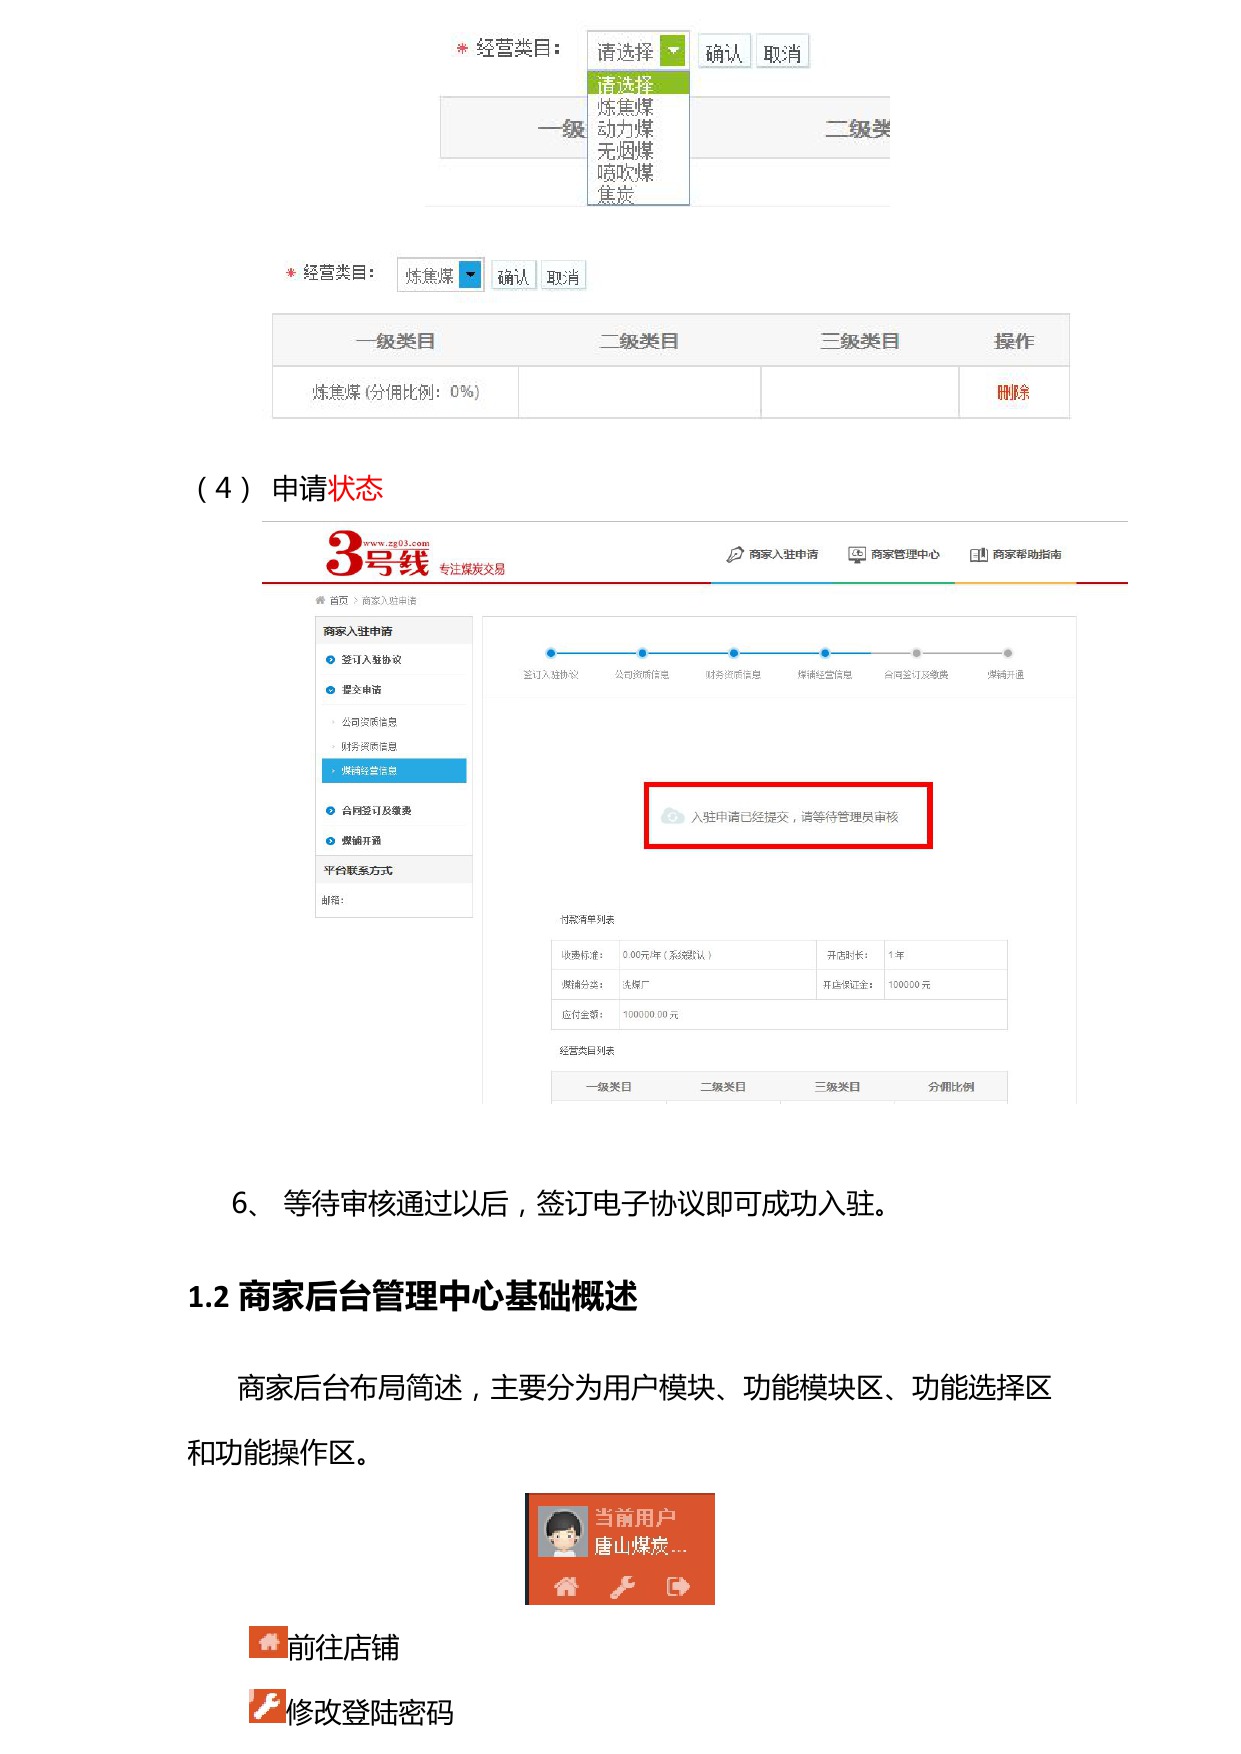 * 经营类目： 请选择 确认 取消
请选择
炼焦煤
一级 动力煤 二级类
无烟煤
喷吹煤
焦炭
* 经营类目： 炼焦煤 确认 取消
一级类目 二级类目 三级类目 操作
炼焦煤 (分佣比例：0%) 删除
（4） 申请状态
3号线 www.zg03.com 专注煤炭交易 商家入驻申请 商家管理中心 商家帮助指南
首页 > 商家入驻申请
商家入驻申请
签订入驻协议
提交申请
公司资质信息
财务资质信息
煤铺经营信息
合同签订及缴费
煤铺开通
平台联系方式
邮箱：
签订入驻协议 公司资质信息 财务资质信息 煤铺经营信息 合同签订及缴费 煤铺开通
入驻申请已经提交，请等待管理员审核
付款清单列表
收费标准： 0.00元/年 ( 系统默认 ) 开店时长： 1 年
煤铺分类： 洗煤厂 开店保证金： 100000 元
应付金额： 100000.00 元
经营类目列表
一级类目 二级类目 三级类目 分佣比例
6、 等待审核通过以后，签订电子协议即可成功入驻。
1.2 商家后台管理中心基础概述
商家后台布局简述，主要分为用户模块、功能模块区、功能选择区
和功能操作区。
当前用户
唐山煤炭...
前往店铺
修改登陆密码